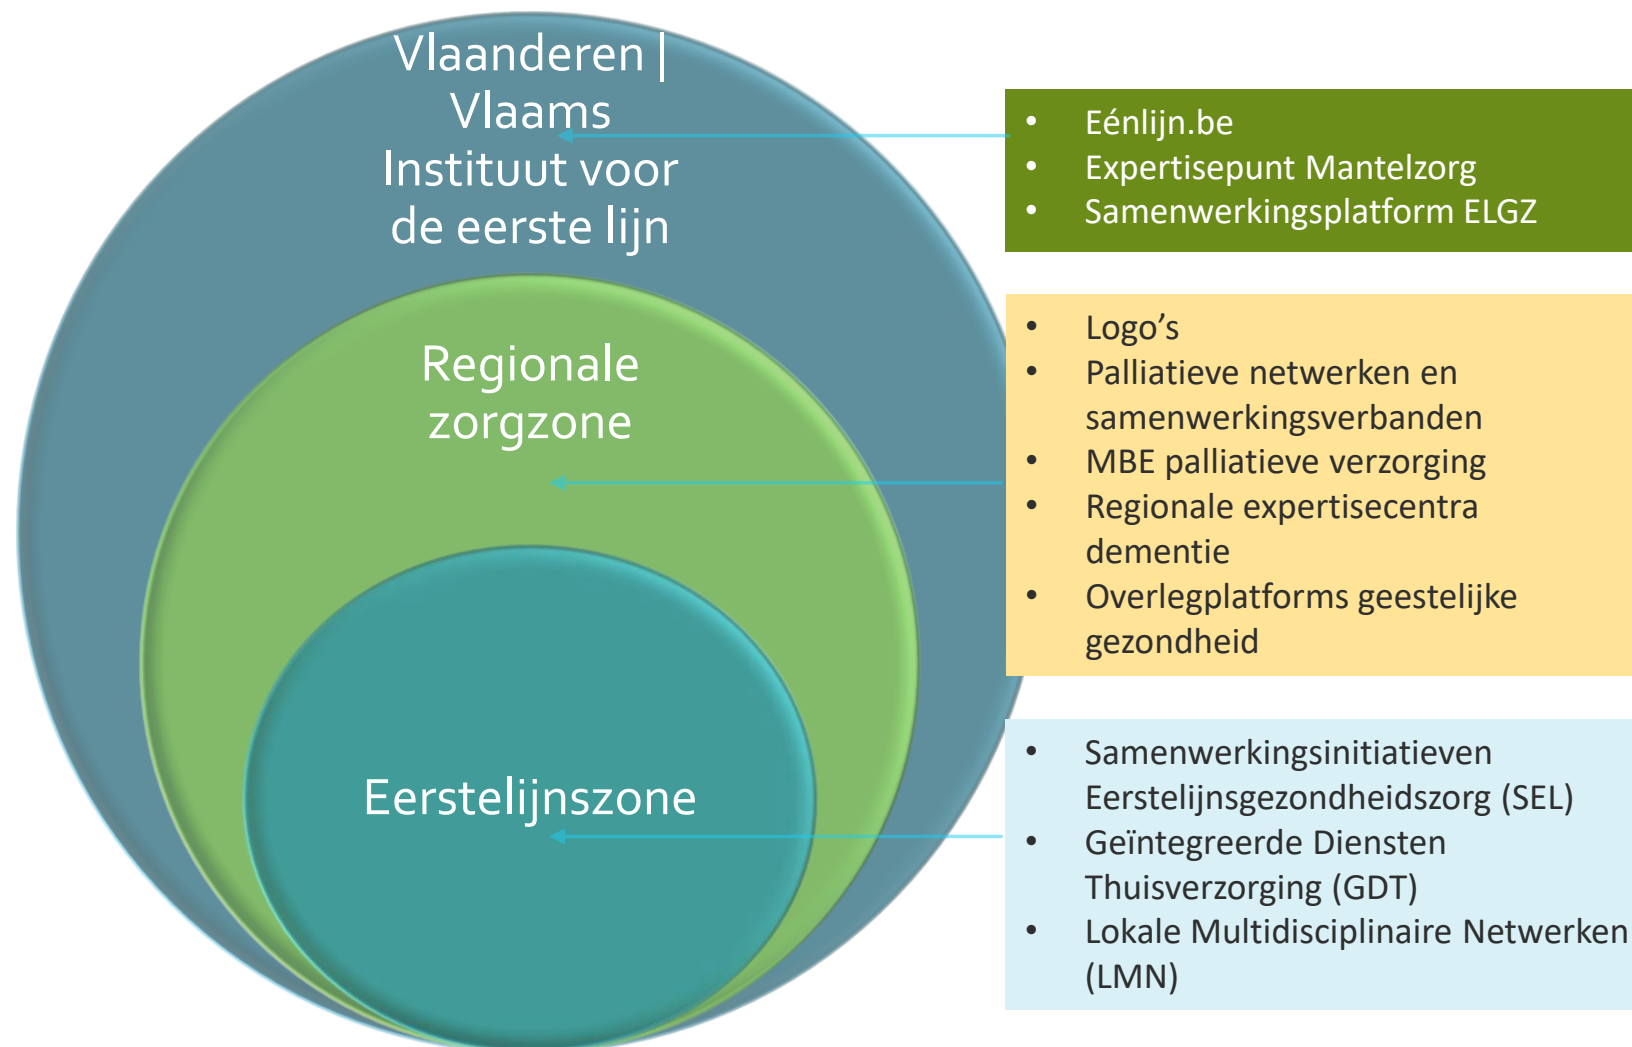 Vlaanderen |
Vlaams
Instituut voor
de eerste lijn
Regionale
zorgzone
Eerstelijnszone
• Eénlijn.be
• Expertisepunt Mantelzorg
• Samenwerkingsplatform ELGZ
• Logo’s
• Palliatieve netwerken en
samenwerkingsverbanden
• MBE palliatieve verzorging
• Regionale expertisecentra
dementie
• Overlegplatforms geestelijke
gezondheid
• Samenwerkingsinitiatieven
Eerstelijnsgezondheidszorg (SEL)
• Geïntegreerde Diensten
Thuisverzorging (GDT)
• Lokale Multidisciplinaire Netwerken
(LMN)